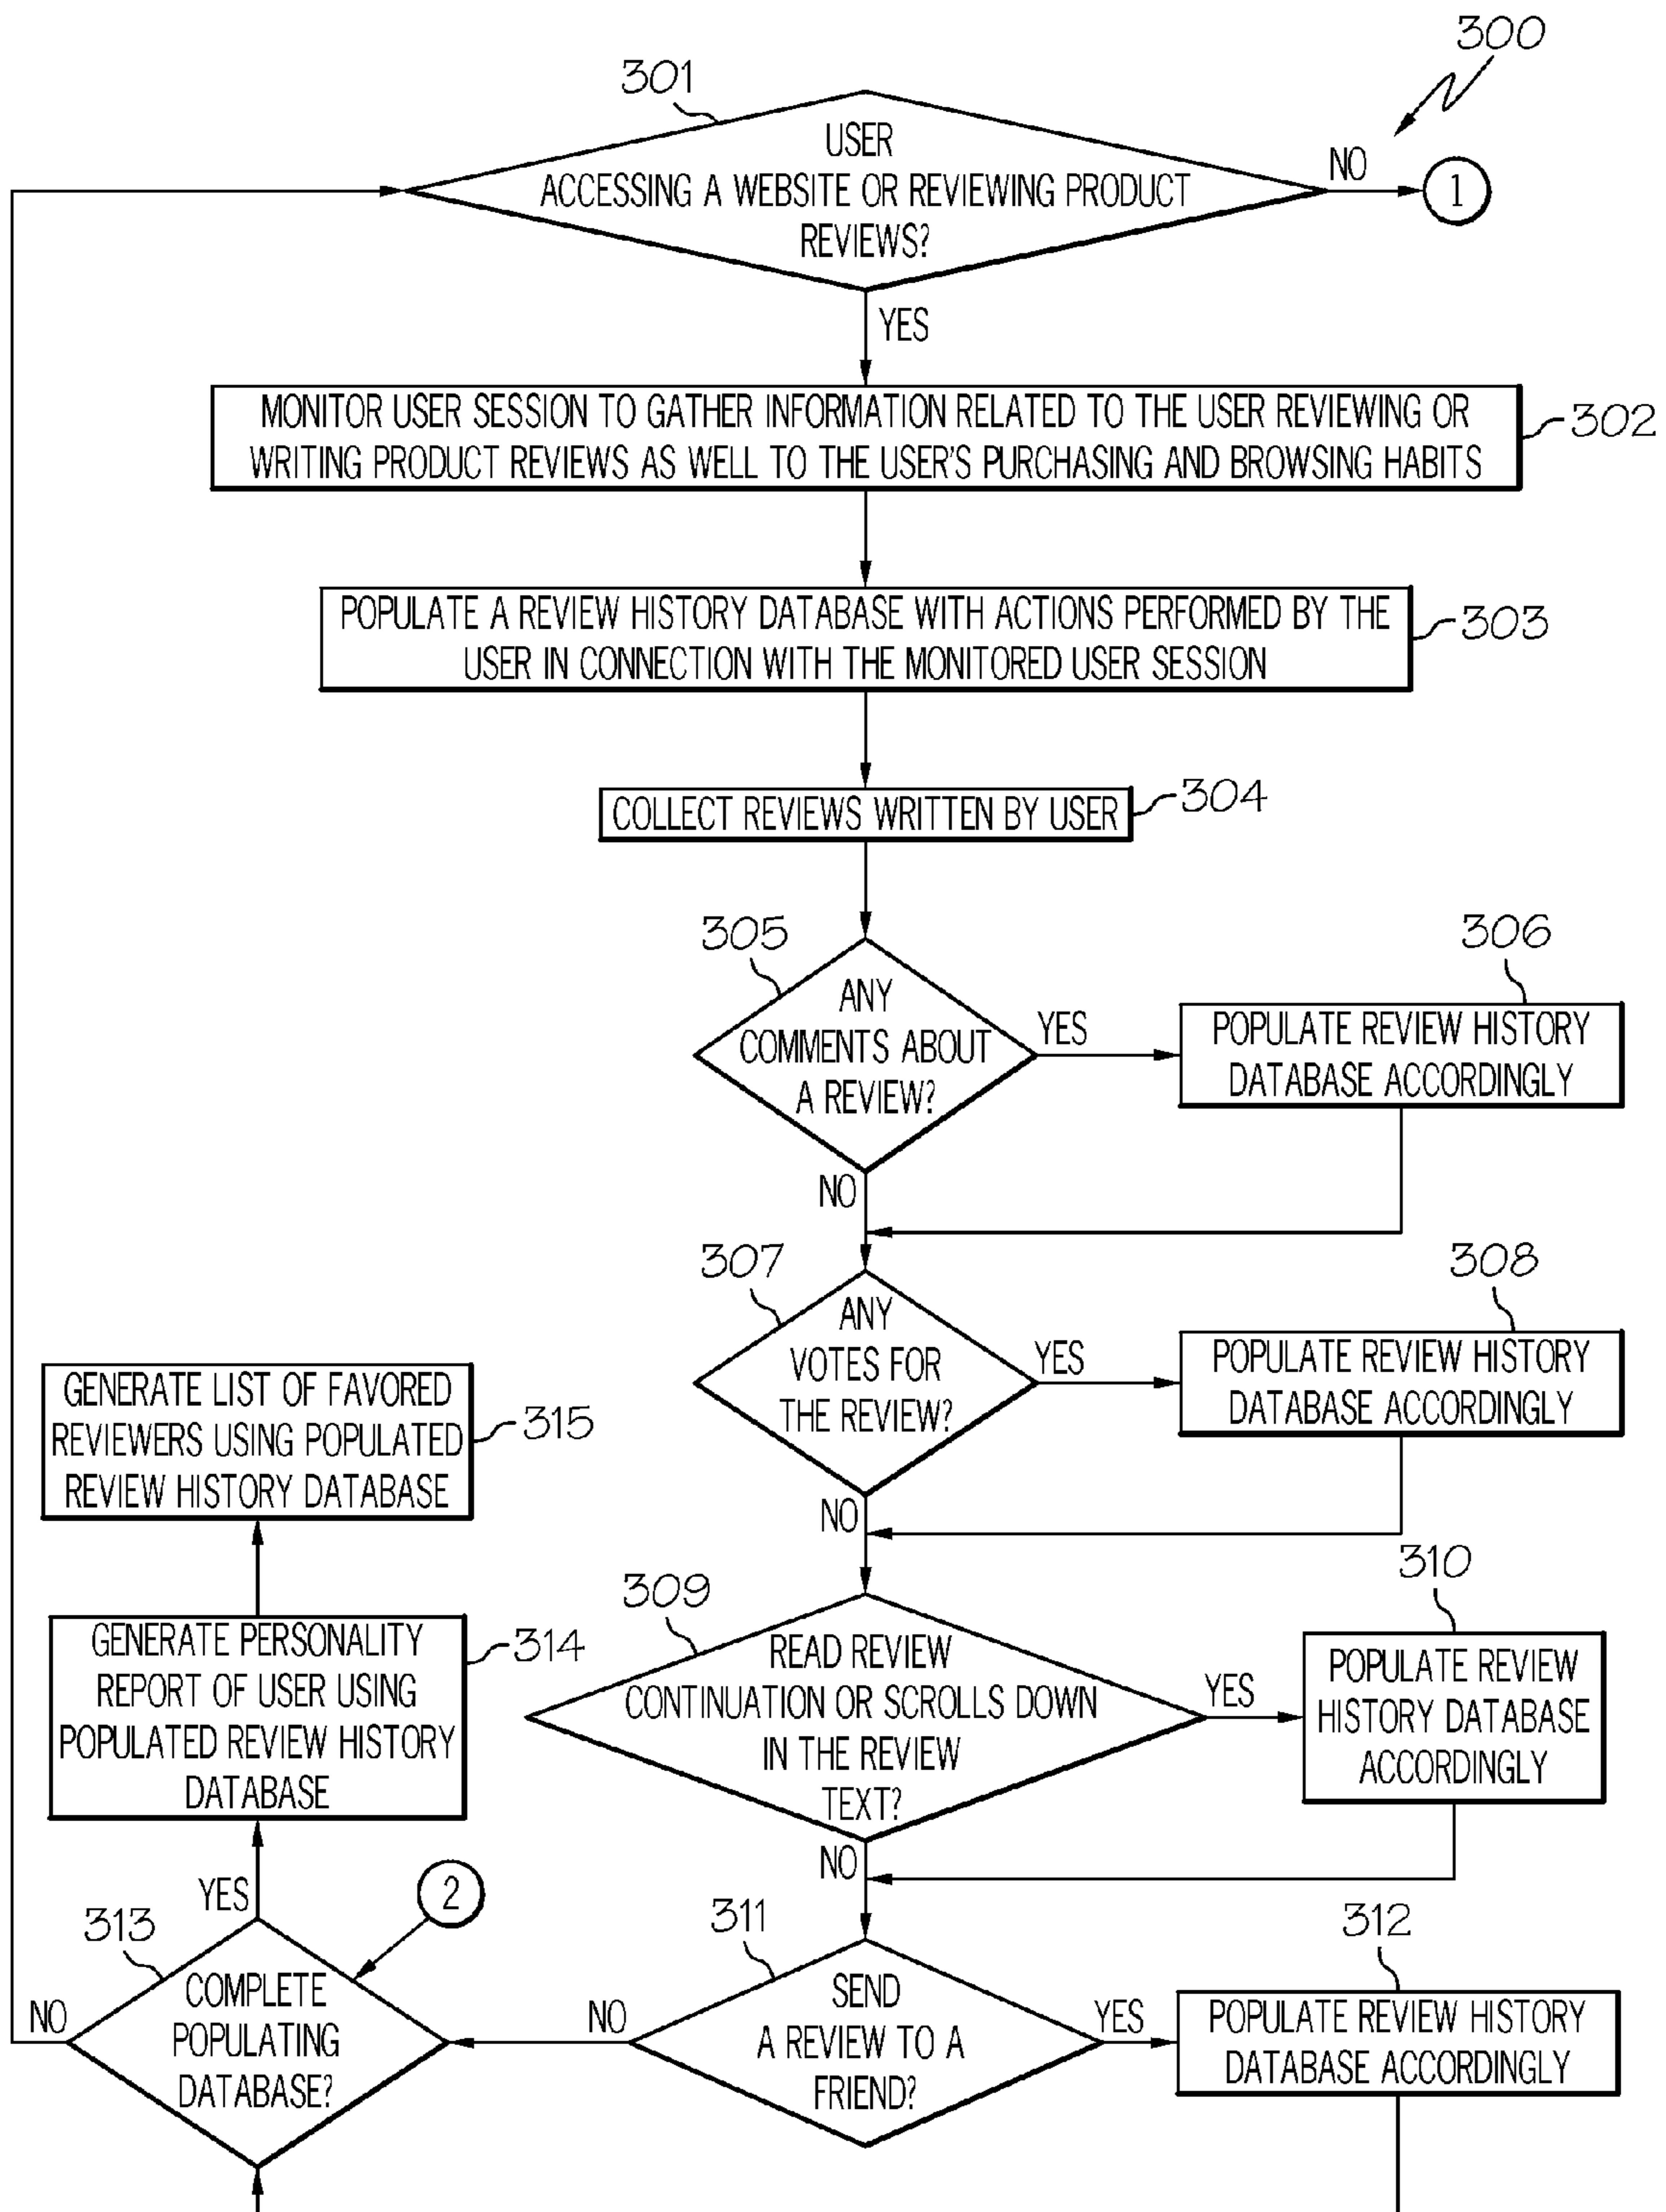 300
301
USER
ACCESSING A WEBSITE OR REVIEWING PRODUCT
REVIEWS?
NO
1
YES
MONITOR USER SESSION TO GATHER INFORMATION RELATED TO THE USER REVIEWING OR
WRITING PRODUCT REVIEWS AS WELL TO THE USER'S PURCHASING AND BROWSING HABITS
302
POPULATE A REVIEW HISTORY DATABASE WITH ACTIONS PERFORMED BY THE
USER IN CONNECTION WITH THE MONITORED USER SESSION
303
COLLECT REVIEWS WRITTEN BY USER
304
305
ANY
COMMENTS ABOUT
A REVIEW?
YES
306
POPULATE REVIEW HISTORY
DATABASE ACCORDINGLY
NO
307
ANY
VOTES FOR
THE REVIEW?
YES
308
POPULATE REVIEW HISTORY
DATABASE ACCORDINGLY
NO
309
READ REVIEW
CONTINUATION OR SCROLLS DOWN
IN THE REVIEW
TEXT?
YES
310
POPULATE REVIEW
HISTORY DATABASE
ACCORDINGLY
NO
311
SEND
A REVIEW TO A
FRIEND?
YES
312
POPULATE REVIEW HISTORY
DATABASE ACCORDINGLY
NO
2
313
COMPLETE
POPULATING
DATABASE?
NO
YES
GENERATE PERSONALITY
REPORT OF USER USING
POPULATED REVIEW HISTORY
DATABASE
314
GENERATE LIST OF FAVORED
REVIEWERS USING POPULATED
REVIEW HISTORY DATABASE
315